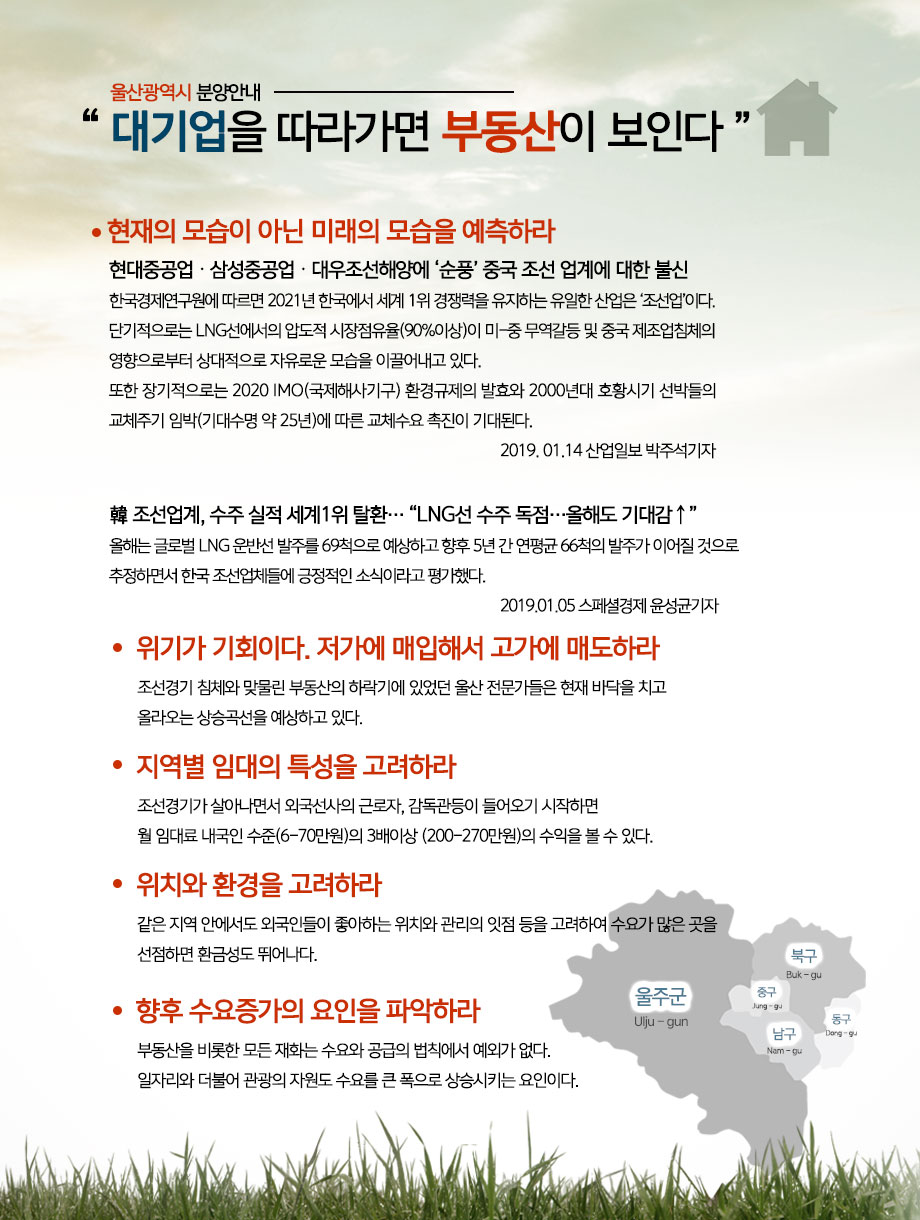 울산광역시 분양안내
“ 대기업을 따라가면 부동산이 보인다 ”
• 현재의 모습이 아닌 미래의 모습을 예측하라
현대중공업 · 삼성중공업 · 대우조선해양에 ‘순풍’ 중국 조선 업계에 대한 불신
한국경제연구원에 따르면 2021년 한국에서 세계 1위 경쟁력을 유지하는 유일한 산업은 ‘조선업’이다.
단기적으로는 LNG선에서의 압도적 시장점유율(90%이상)이 미-중 무역갈등 및 중국 제조업침체의
영향으로부터 상대적으로 자유로운 모습을 이끌어내고 있다.
또한 장기적으로는 2020 IMO(국제해사기구) 환경규제의 발효와 2000년대 호황시기 선박들의
교체주기 임박(기대수명 약 25년)에 따른 교체수요 촉진이 기대된다.
2019. 01.14 산업일보 박주석기자
韓 조선업계, 수주 실적 세계1위 탈환… “LNG선 수주 독점…올해도 기대감↑”
올해는 글로벌 LNG 운반선 발주를 69척으로 예상하고 향후 5년 간 연평균 66척의 발주가 이어질 것으로
추정하면서 한국 조선업체들에 긍정적인 소식이라고 평가했다.
2019.01.05 스페셜경제 윤성균기자
• 위기가 기회이다. 저가에 매입해서 고가에 매도하라
조선경기 침체와 맞물린 부동산의 하락기에 있었던 울산 전문가들은 현재 바닥을 치고
올라오는 상승곡선을 예상하고 있다.
• 지역별 임대의 특성을 고려하라
조선경기가 살아나면서 외국선사의 근로자, 감독관등이 들어오기 시작하면
월 임대료 내국인 수준(6-70만원)의 3배이상 (200-270만원)의 수익을 볼 수 있다.
• 위치와 환경을 고려하라
같은 지역 안에서도 외국인들이 좋아하는 위치와 관리의 잇점 등을 고려하여 수요가 많은 곳을
선점하면 환금성도 뛰어나다.
• 향후 수요증가의 요인을 파악하라
부동산을 비롯한 모든 재화는 수요와 공급의 법칙에서 예외가 없다.
일자리와 더불어 관광의 자원도 수요를 큰 폭으로 상승시키는 요인이다.
북구
Buk - gu
울주군
Ulju - gun
중구
Jung - gu
동구
Dong - gu
남구
Nam - gu